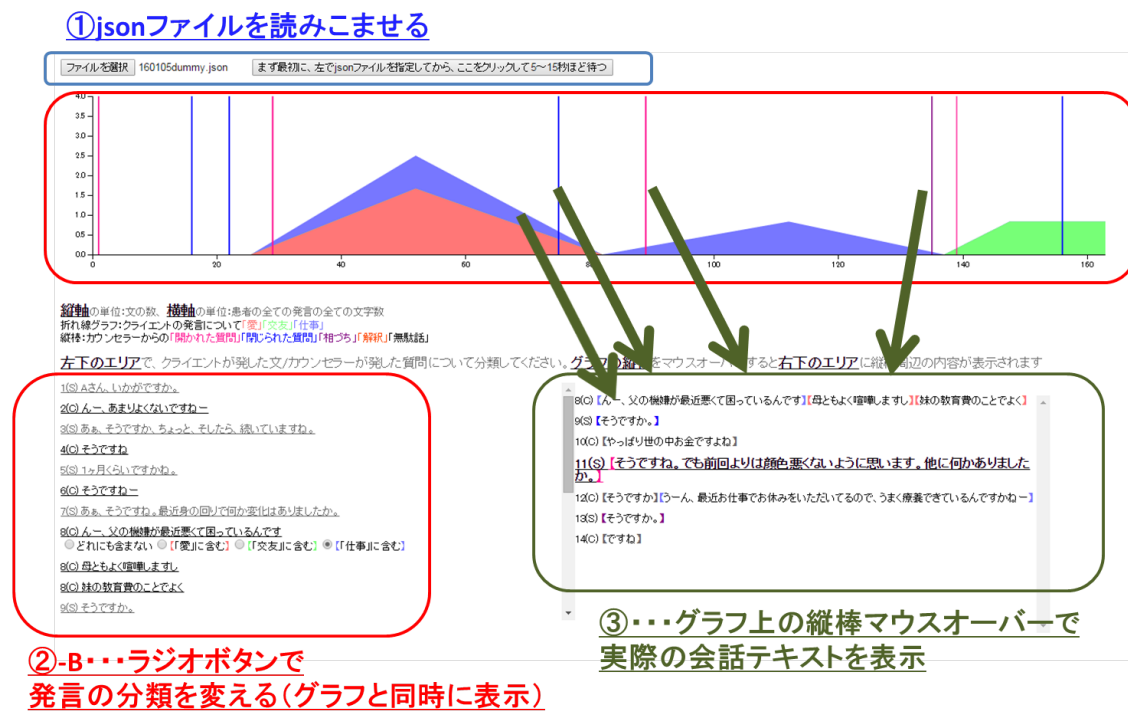 ①jsonファイルを読みこませる
ファイルを選択 160105dummy.json まず最初に、左でjsonファイルを指定してから、ここをクリックして5～15秒ほど待つ
4.0
3.5
3.0
2.5
2.0
1.5
1.0
0.5
0.0
0 20 40 60 80 100 120 140 160
縦軸の単位:文の数、横軸の単位:患者の全ての発言の全ての文字数
折れ線グラフ:クライエントの発言について「愛」「交友」「仕事」
縦棒:カウンセラーからの「開かれた質問」「閉じられた質問」「相づち」「解釈」「無駄話」
左下のエリアで、クライエントが発した文/カウンセラーが発した質問について分類してください。グラフの縦棒をマウスオーバーすると右下のエリアに縦棒周辺の内容が表示されます
1(S) Aさん、いかがですか。
2(C) んー、あまりよくないですねー
3(S) あぁ、そうですか、ちょっと、そしたら、続いていますね。
4(C) そうですね
5(S) 1ヶ月くらいですかね。
6(C) そうですねー
7(S) あぁ、そうですね。最近身の回りで何か変化はありましたか。
8(C) んー、父の機嫌が最近悪くて困っているんです
どれにも含まない 【「愛」に含む】 【「交友」に含む】 【「仕事」に含む】
8(C) 母ともよく喧嘩しますし
8(C) 妹の教育費のことでよく
9(S) そうですか。
8(C) 【んー、父の機嫌が最近悪くて困っているんです】【母ともよく喧嘩しますし】【妹の教育費のことでよく】
9(S) 【そうですか。】
10(C) 【やっぱり世の中お金ですよね】
11(S) 【そうですね。でも前回よりは顔色悪くないように思います。他に何かありましたか。】
12(C) 【そうですか】【うーん、最近お仕事でお休みをいただいてるので、うまく療養できているんですかねー】
13(S) 【そうですか。】
14(C) 【ですね】
②-B・・・ラジオボタンで
発言の分類を変える（グラフと同時に表示）
③・・・グラフ上の縦棒マウスオーバーで
実際の会話テキストを表示